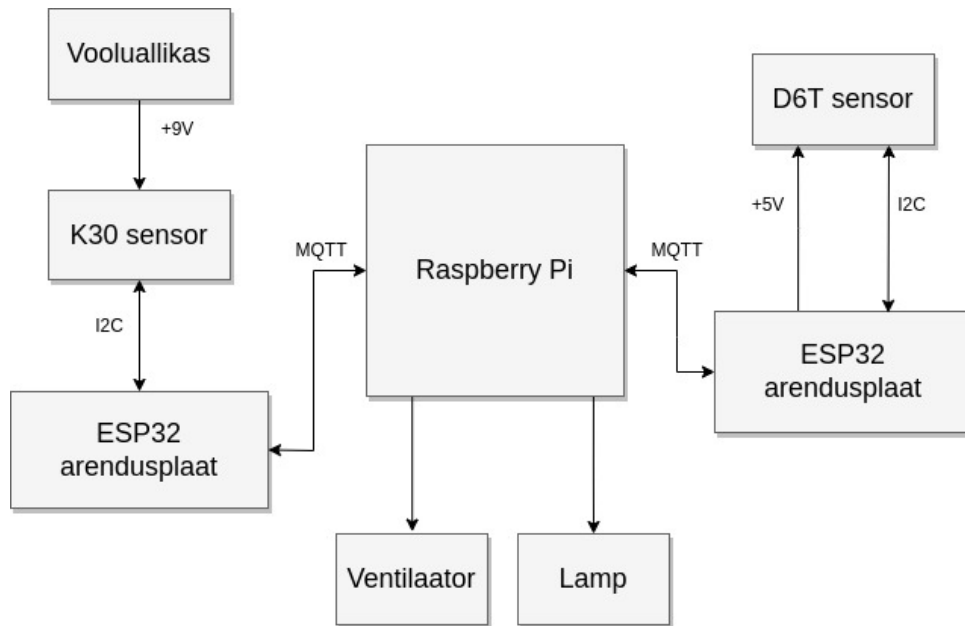 Vooluallikas
+9V
K30 sensor
I2C
ESP32
arendusplaat
MQTT
Raspberry Pi
MQTT
D6T sensor
+5V
I2C
ESP32
arendusplaat
Ventilaator
Lamp